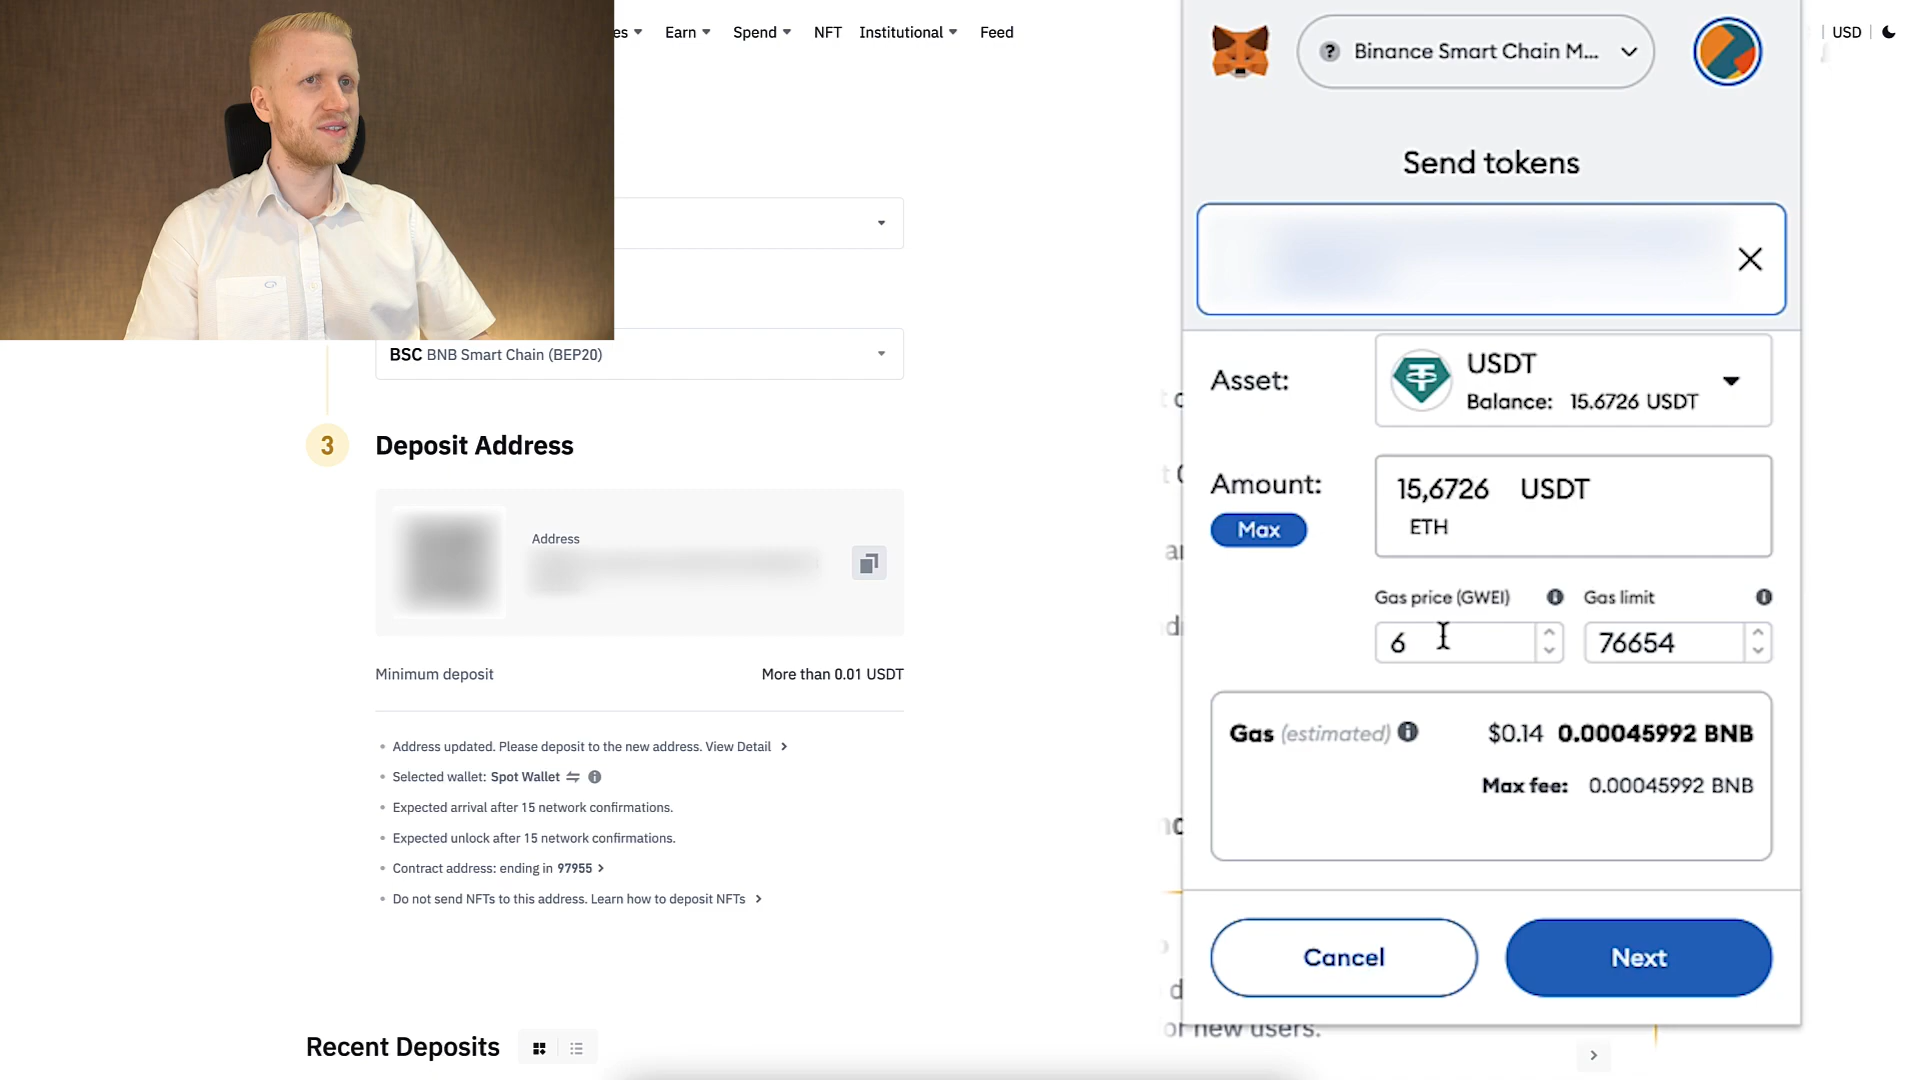 Earn
Spend
NFT
Institutional
Feed
USD
BSC BNB Smart Chain (BEP20)
3
Deposit Address
Address
Minimum deposit
More than 0.01 USDT
Address updated. Please deposit to the new address. View Detail
Selected wallet: Spot Wallet
Expected arrival after 15 network confirmations.
Expected unlock after 15 network confirmations.
Contract address: ending in 97955
Do not send NFTs to this address. Learn how to deposit NFTs
Recent Deposits
Binance Smart Chain M...
Send tokens
Asset:
USDT
Balance: 15.6726 USDT
Amount:
Max
15,6726 USDT
ETH
Gas price (GWEI)
Gas limit
6
76654
Gas (estimated) $0.14 0.00045992 BNB
Max fee: 0.00045992 BNB
Cancel
Next
or new users.